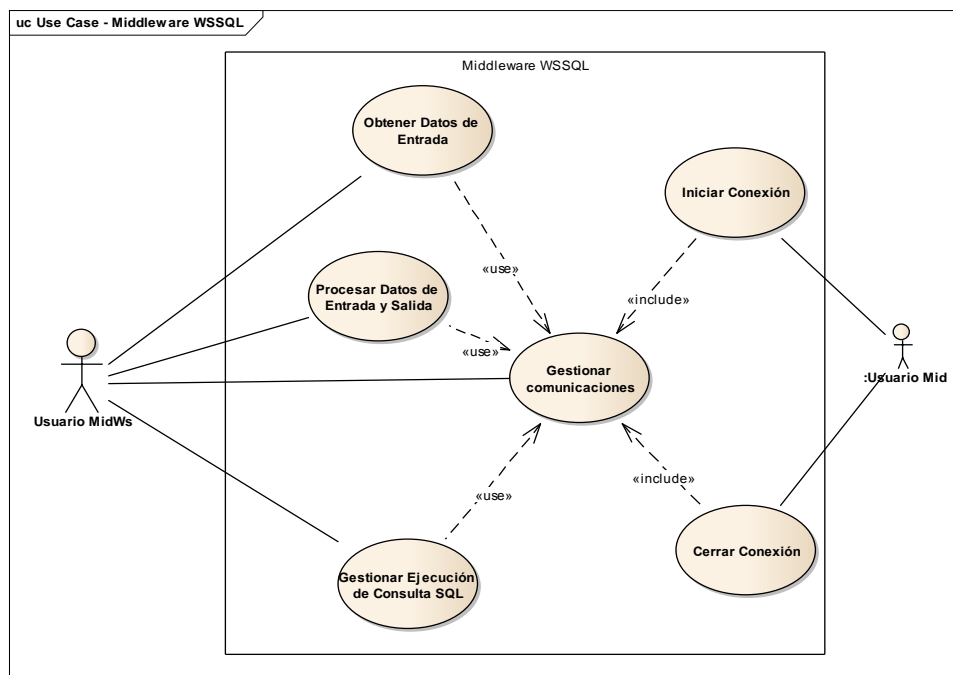 uc Use Case - Middleware WSSQL
Middleware WSSQL
Obtener Datos de
Entrada
Iniciar Conexión
«use»
Procesar Datos de
Entrada y Salida
«include»
«use»
Gestionar
comunicaciones
Usuario MidWs
:Usuario Mid
«use»
«include»
Gestionar Ejecución
de Consulta SQL
Cerrar Conexión